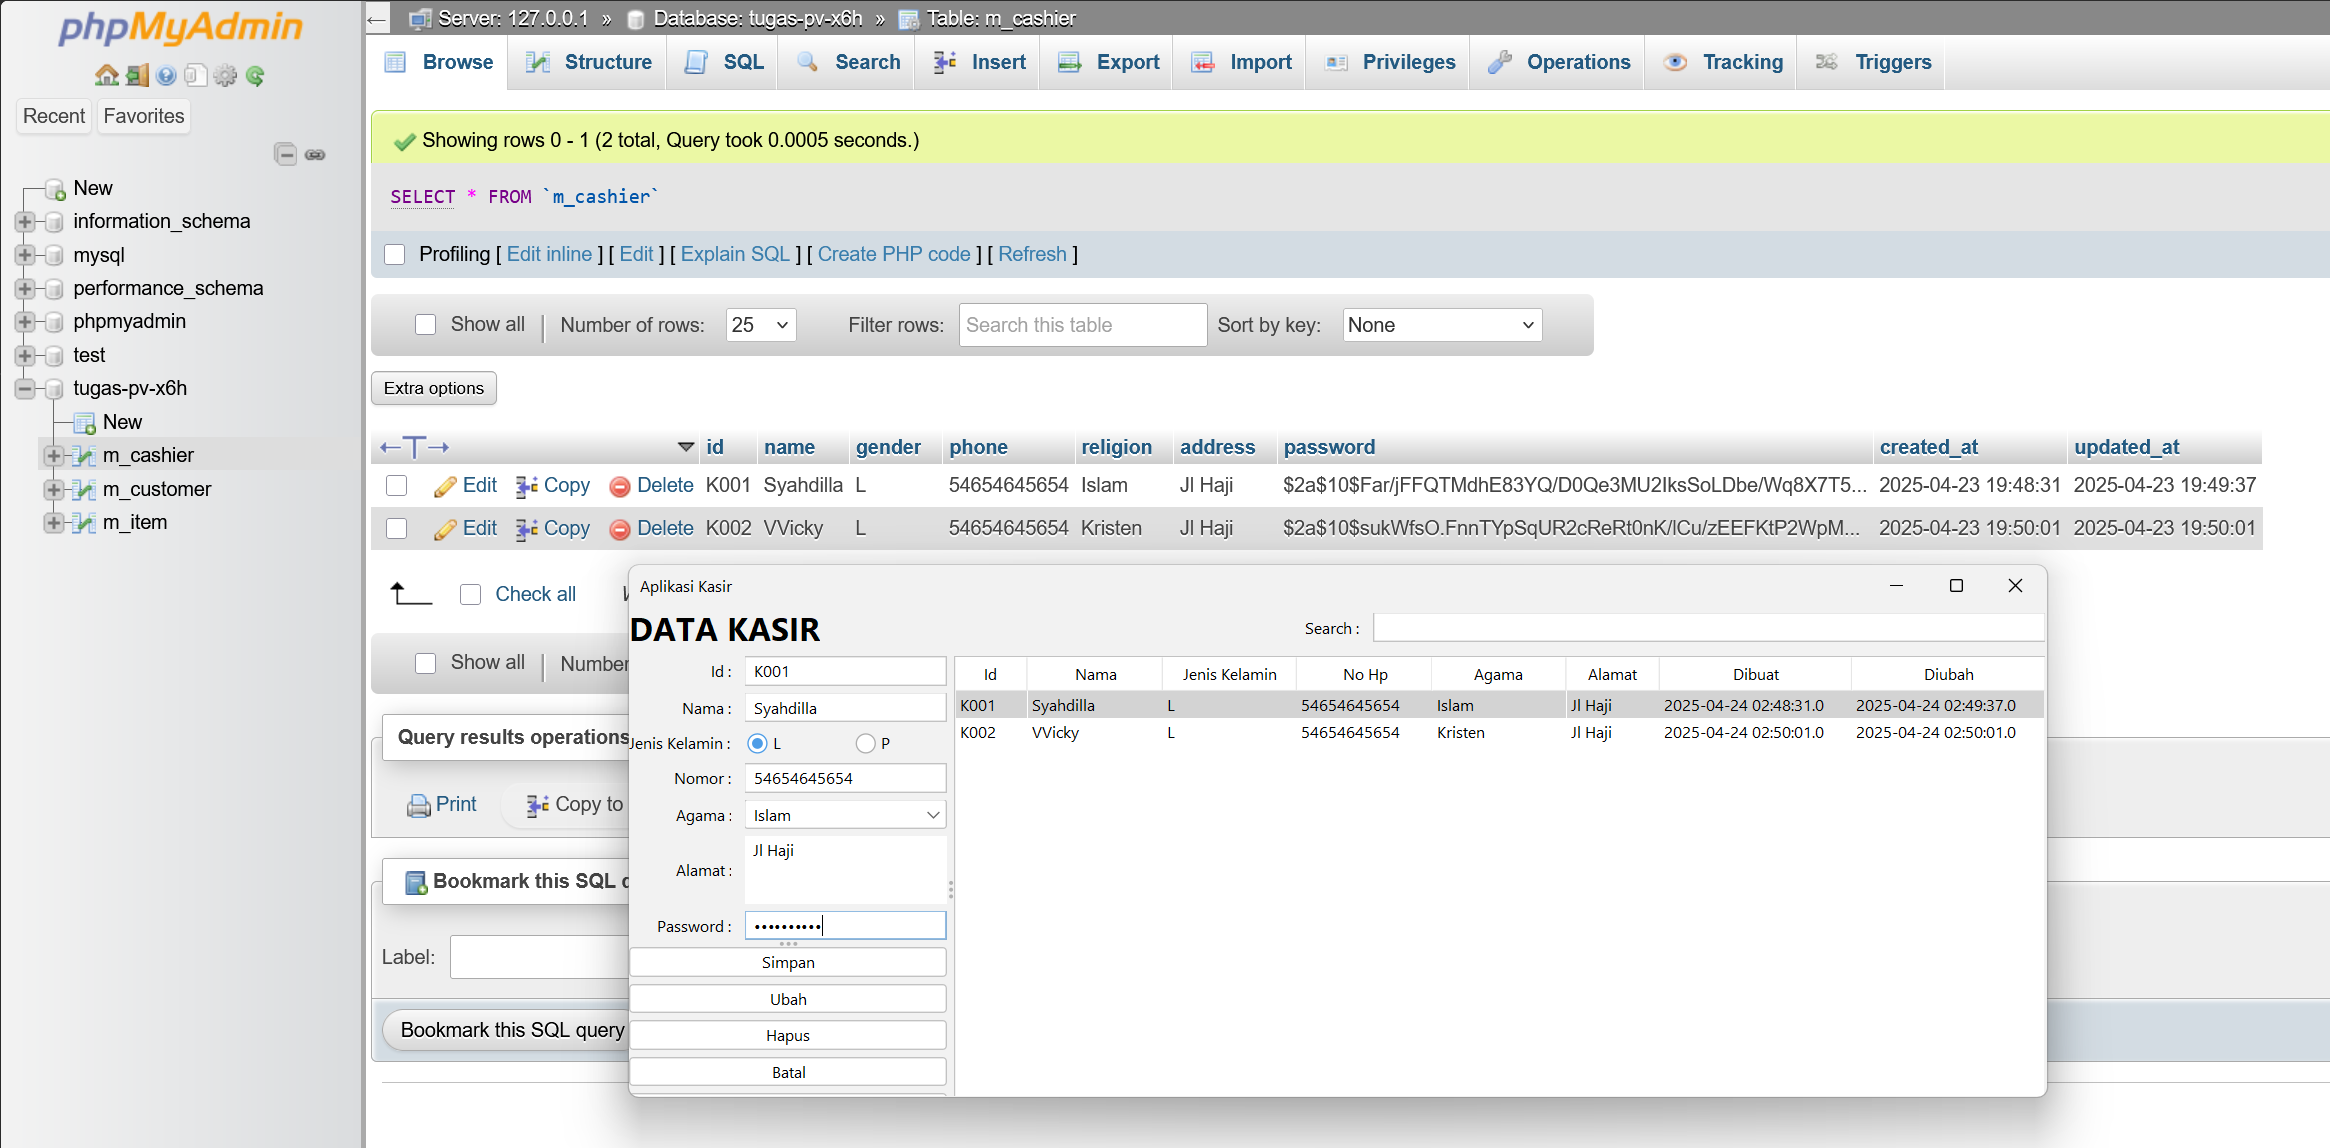 phpMyAdmin
Recent Favorites
New
information_schema
mysql
performance_schema
phpmyadmin
test
tugas-pv-x6h
New
m_cashier
m_customer
m_item
Server: 127.0.0.1 » Database: tugas-pv-x6h » Table: m_cashier
Browse Structure SQL Search Insert Export Import Privileges Operations Tracking Triggers
Showing rows 0 - 1 (2 total, Query took 0.0005 seconds.)
SELECT * FROM `m_cashier`
Profiling [ Edit inline ] [ Edit ] [ Explain SQL ] [ Create PHP code ] [ Refresh ]
Show all Number of rows: 25 Filter rows: Search this table Sort by key: None
Extra options
id name gender phone religion address password created_at updated_at
Edit Copy Delete K001 Syahdilla L 54654645654 Islam Jl Haji $2a$10$Far/jFFQTMdhE83YQ/D0Qe3MU2IksSoLDbe/Wq8X7T5... 2025-04-23 19:48:31 2025-04-23 19:49:37
Edit Copy Delete K002 VVicky L 54654645654 Kristen Jl Haji $2a$10$sukWfsO.FnnTYpSqUR2cReRt0nK/lCu/zEEFKtP2WpM... 2025-04-23 19:50:01 2025-04-23 19:50:01
Check all
Show all Number
Query results operations
Print Copy to
Bookmark this SQL
Label:
Bookmark this SQL query
Aplikasi Kasir
DATA KASIR
Search :
Id : K001
Nama : Syahdilla
Jenis Kelamin : L P
Nomor : 54654645654
Agama : Islam
Alamat : Jl Haji
Password : ••••••••••
Simpan
Ubah
Hapus
Batal
Id Nama Jenis Kelamin No Hp Agama Alamat Dibuat Diubah
K001 Syahdilla L 54654645654 Islam Jl Haji 2025-04-24 02:48:31.0 2025-04-24 02:49:37.0
K002 VVicky L 54654645654 Kristen Jl Haji 2025-04-24 02:50:01.0 2025-04-24 02:50:01.0